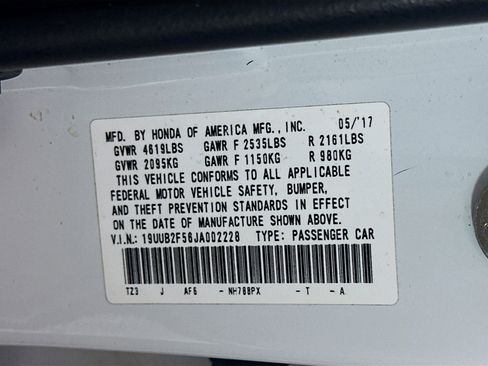 MFD. BY HONDA OF AMERICA MFG., INC. 05/'17
GVWR 4619LBS GAWR F 2535LBS R 2161LBS
GVWR 2095KG GAWR F 1150KG R 980KG
THIS VEHICLE CONFORMS TO ALL APPLICABLE
FEDERAL MOTOR VEHICLE SAFETY, BUMPER,
AND THEFT PREVENTION STANDARDS IN EFFECT
ON THE DATE OF MANUFACTURE SHOWN ABOVE.
V.I.N.: 19UUB2F56JA002228 TYPE: PASSENGER CAR
TZ3 J AF6 - NH788PX - T - A